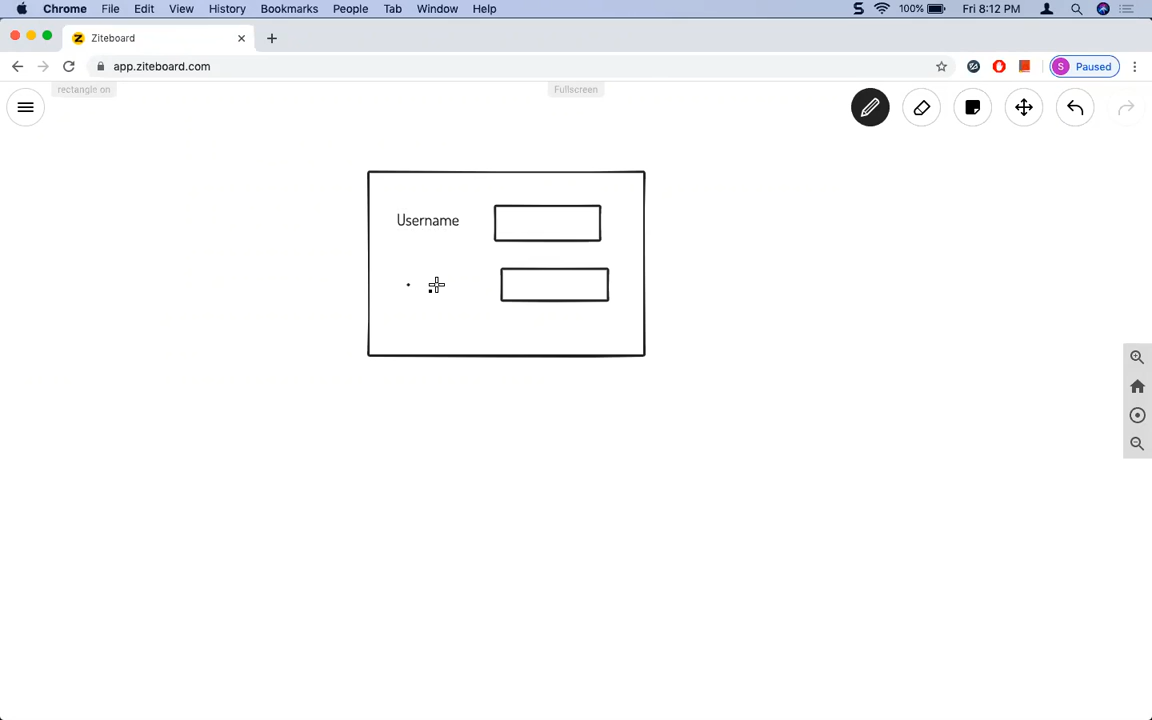 Chrome File Edit View History Bookmarks People Tab Window Help S 100% Fri 8:12 PM
Z Ziteboard
app.ziteboard.com S Paused
rectangle on Fullscreen
Username